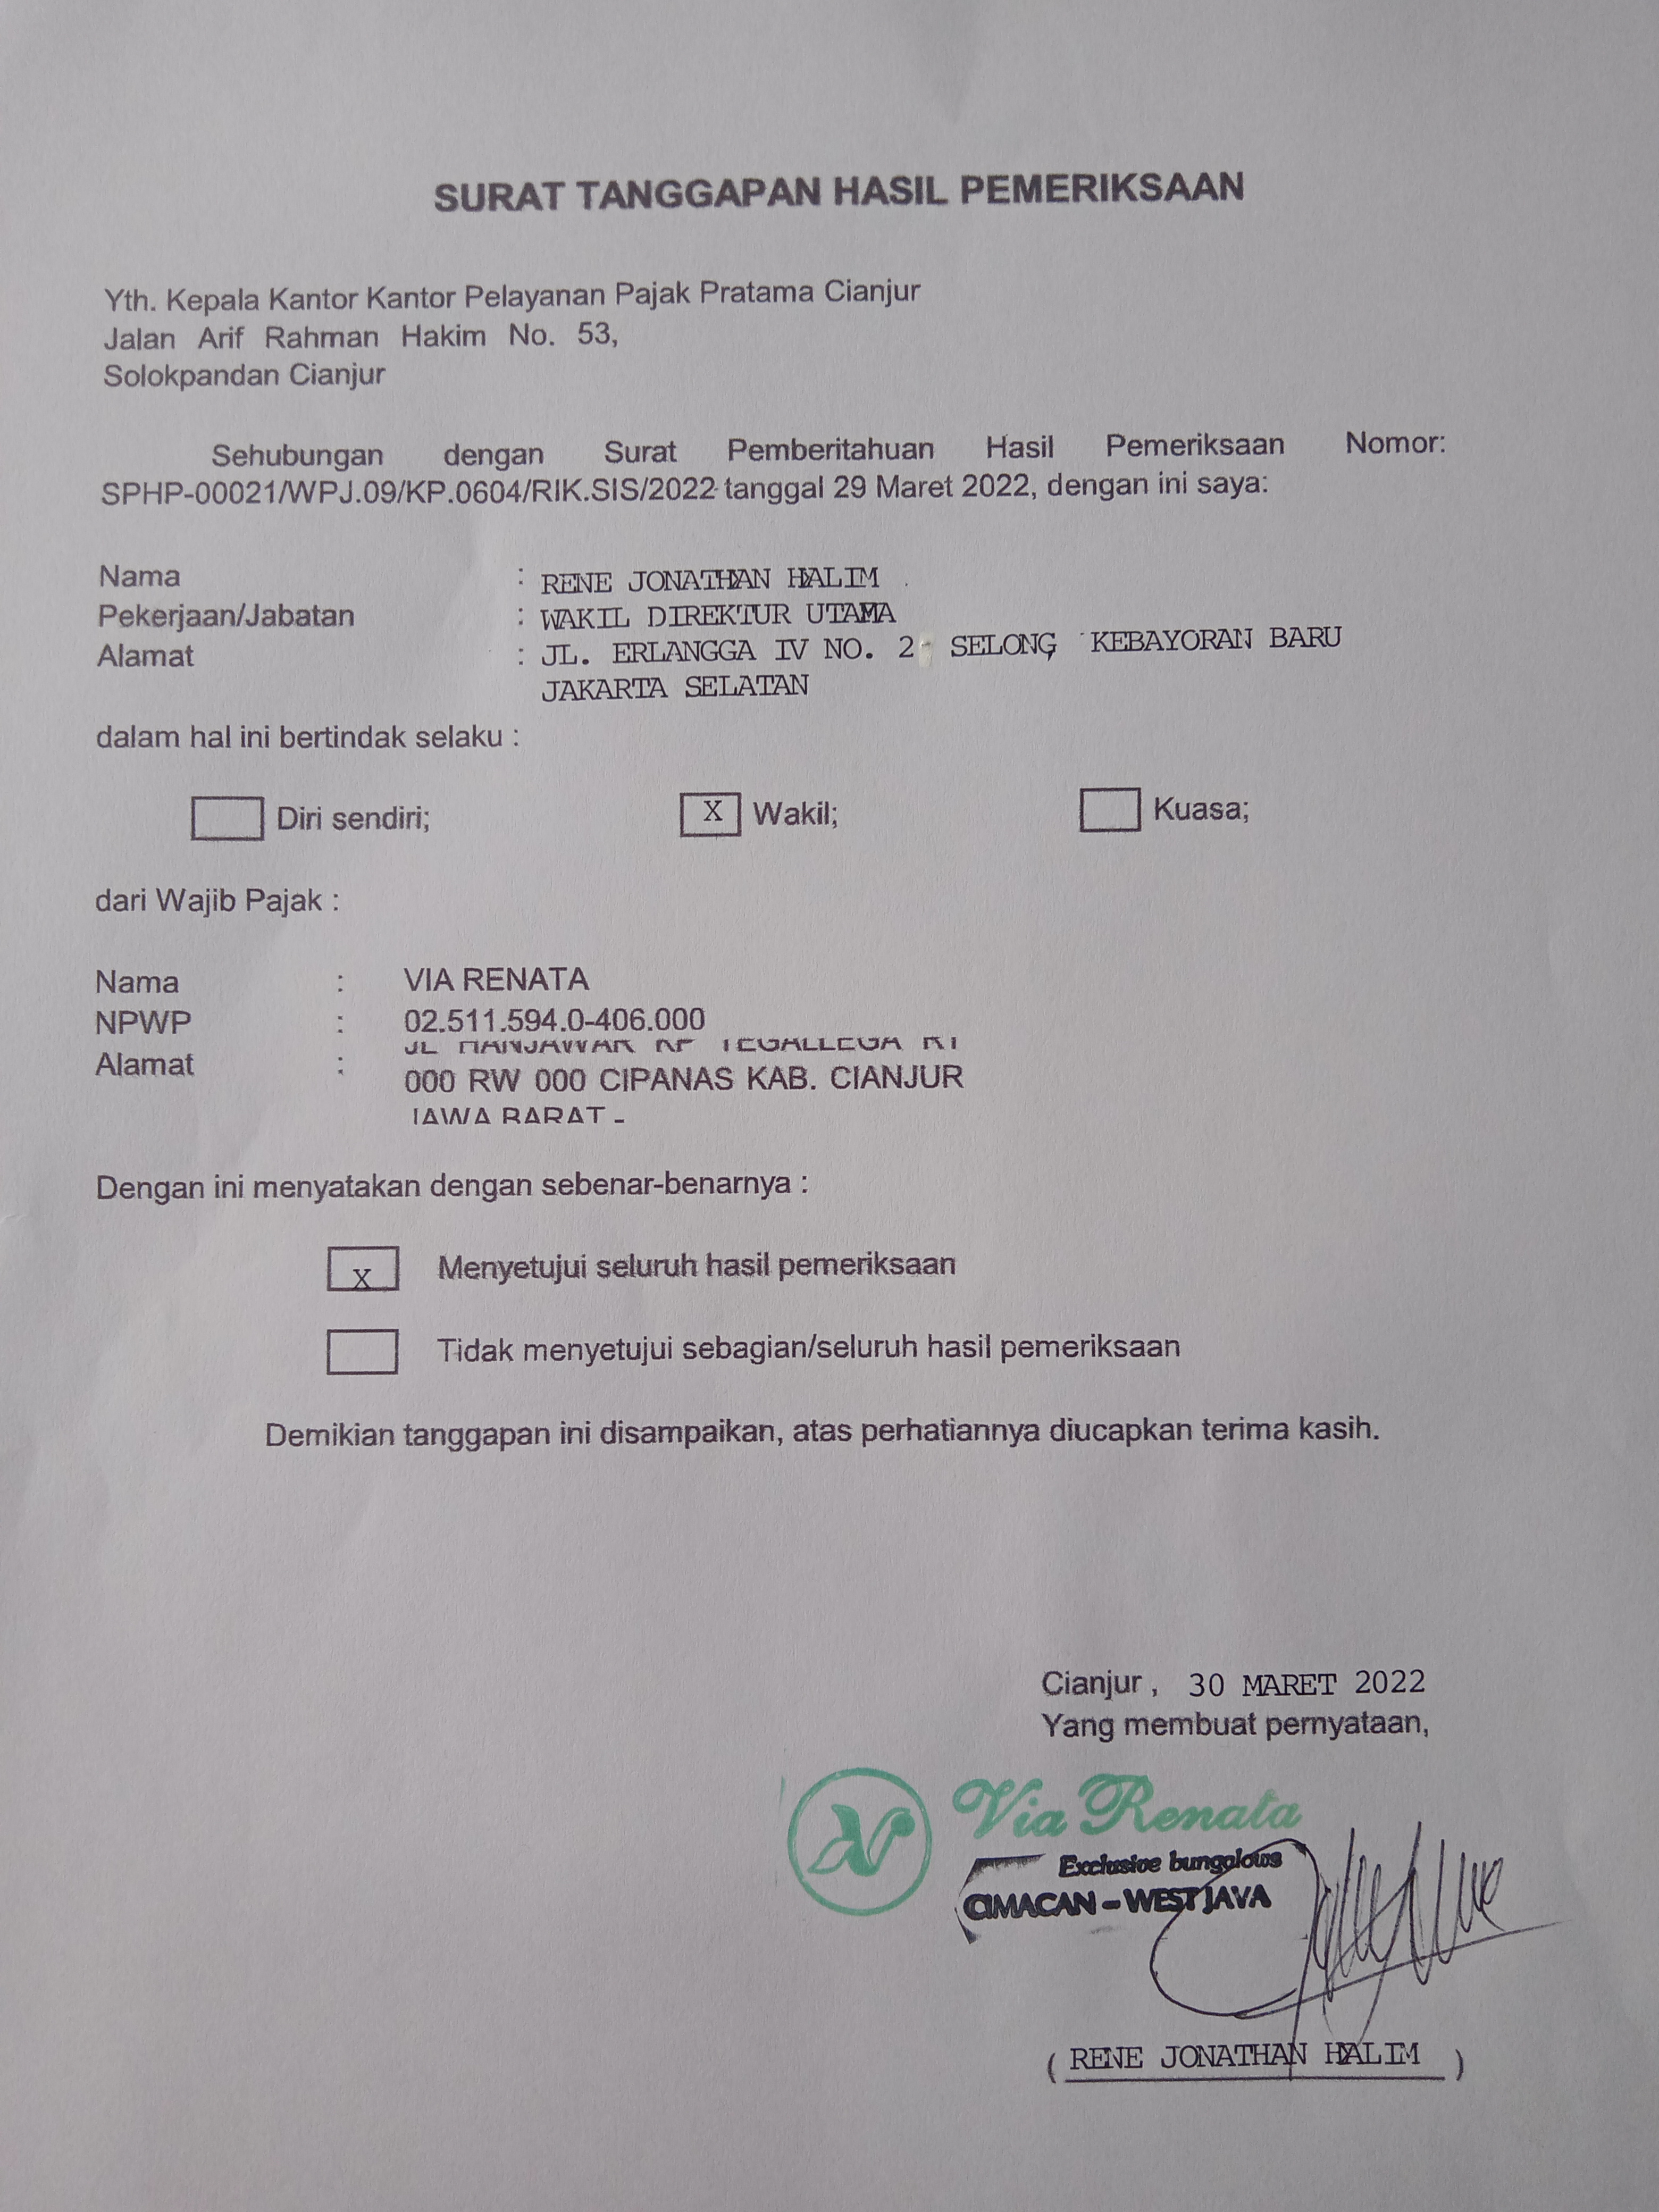 SURAT TANGGAPAN HASIL PEMERIKSAAN
Yth. Kepala Kantor Kantor Pelayanan Pajak Pratama Cianjur
Jalan Arif Rahman Hakim No. 53,
Solokpandan Cianjur
Sehubungan dengan Surat Pemberitahuan Hasil Pemeriksaan Nomor:
SPHP-00021/WPJ.09/KP.0604/RIK.SIS/2022 tanggal 29 Maret 2022, dengan ini saya:
Nama : RENE JONATHAN HALIM
Pekerjaan/Jabatan : WAKIL DIREKTUR UTAMA
Alamat : JL. ERLANGGA IV NO. 2 SELONG KEBAYORAN BARU
JAKARTA SELATAN
dalam hal ini bertindak selaku :
Diri sendiri; X Wakil; Kuasa;
dari Wajib Pajak :
Nama : VIA RENATA
NPWP : 02.511.594.0-406.000
Alamat : JL HANJAWAR KP TEGALLEGA RT
000 RW 000 CIPANAS KAB. CIANJUR
JAWA BARAT -
Dengan ini menyatakan dengan sebenar-benarnya :
X Menyetujui seluruh hasil pemeriksaan
Tidak menyetujui sebagian/seluruh hasil pemeriksaan
Demikian tanggapan ini disampaikan, atas perhatiannya diucapkan terima kasih.
Cianjur , 30 MARET 2022
Yang membuat pernyataan,
Via Renata
Exclusive bungalows
CIMACAN - WEST JAVA
( RENE JONATHAN HALIM )